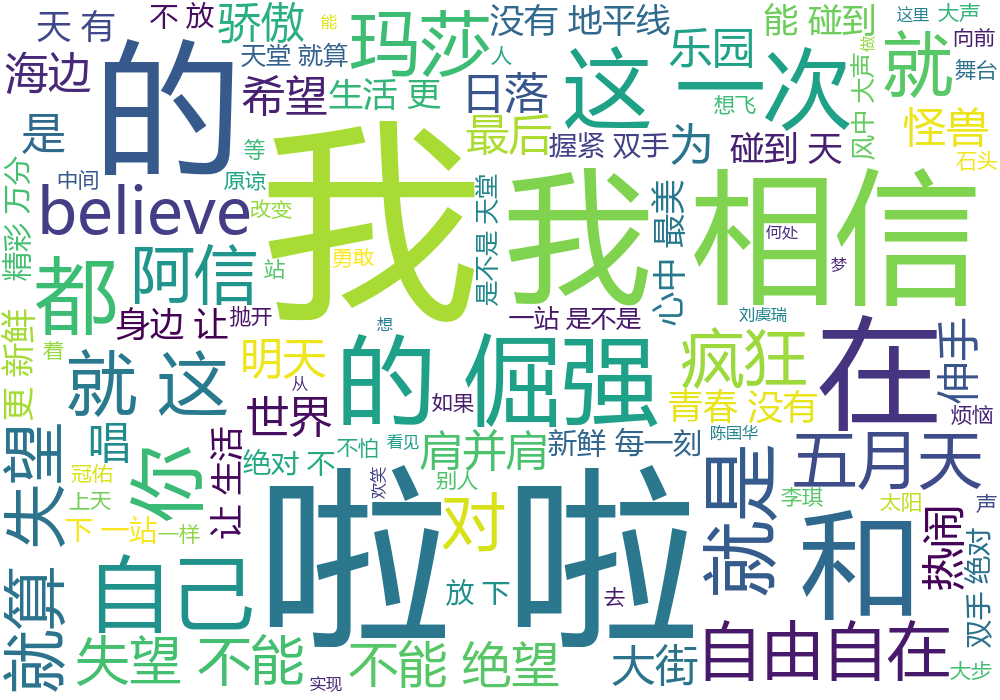 天 有
不 放
骄傲
能
玛莎
没有 地平线
能 碰到
这里
大声
海边
天堂 就算
人
乐园
做
就
向前
的
希望
生活 更
日落
这 一次
想飞
风中 大声
舞台
是
等
最后
握紧 双手
为
碰到 天
怪兽
石头
精彩 万分
中间
原谅
我
是不是 天堂
我 相信
believe
改变
心中 最美
何处
都
阿信
站
勇敢
梦
更 新鲜
身边 让
抛开
想
一站 是不是
刘虞瑞
着
就 这
明天
从
的 倔强
疯狂
在
伸手
世界
如果
青春 没有
烦恼
失望
唱
你
让 生活
绝对 不
不怕
看见
肩并肩
新鲜 每一刻
陈国华
五月天
冠佑
上天
欢笑
别人
就是
李琪
太阳
声
下 一站
一样
啦 啦
对
和
热闹
就算
自己
放 下
去
双手 绝对
失望 不能
不能 绝望
大街
自由自在
大步
实现